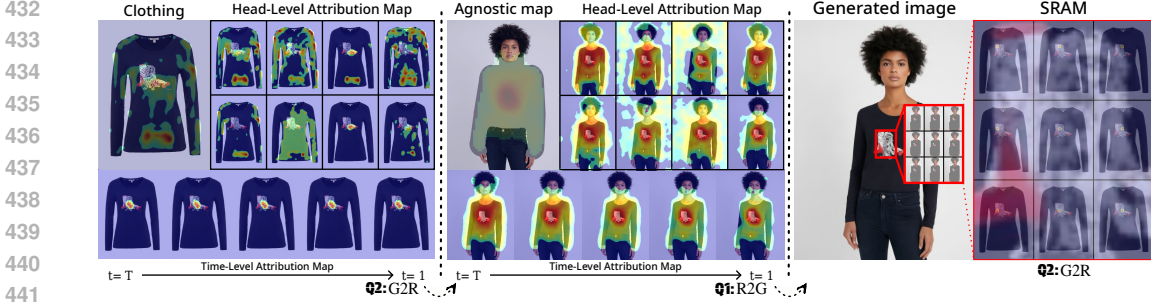 432
433
434
435
436
437
438
439
440
441
Clothing
Head-Level Attribution Map
Agnostic map
Head-Level Attribution Map
Generated image
SRAM
t= T
Time-Level Attribution Map
t= 1
Q2:G2R
t= T
Time-Level Attribution Map
t= 1
Q1:R2G
Q2:G2R